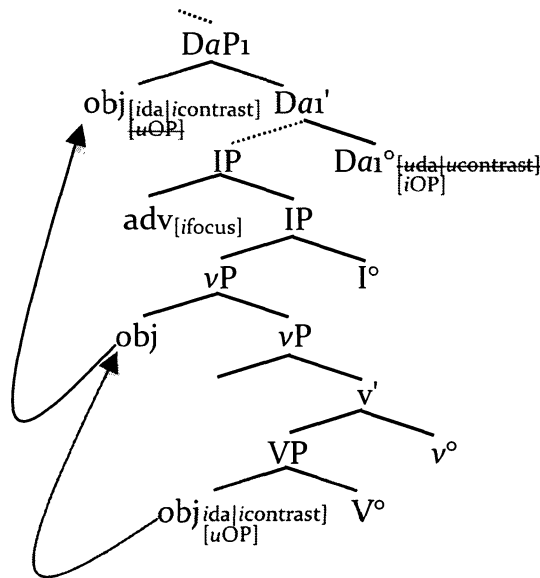 DaP1
obj[ida|icontrast] Da1'
[uOP]
IP Da1°[uda|ucontrast]
[iOP]
adv[ifocus] IP
vP I°
obj vP
v'
VP v°
obj ida|icontrast] V°
[uOP]